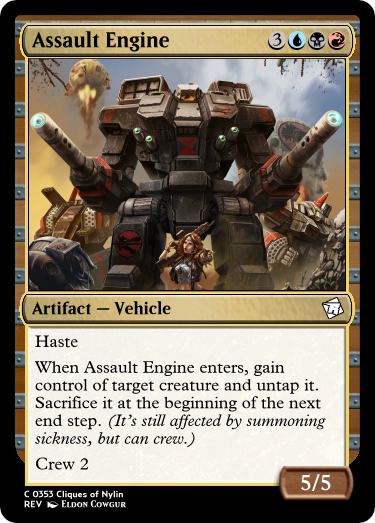 Assault Engine 3
Artifact — Vehicle
Haste
When Assault Engine enters, gain
control of target creature and untap it.
Sacrifice it at the beginning of the next
end step. (It's still affected by summoning
sickness, but can crew.)
Crew 2
5/5
C 0353 Cliques of Nylin
REV Eldon Cowgur